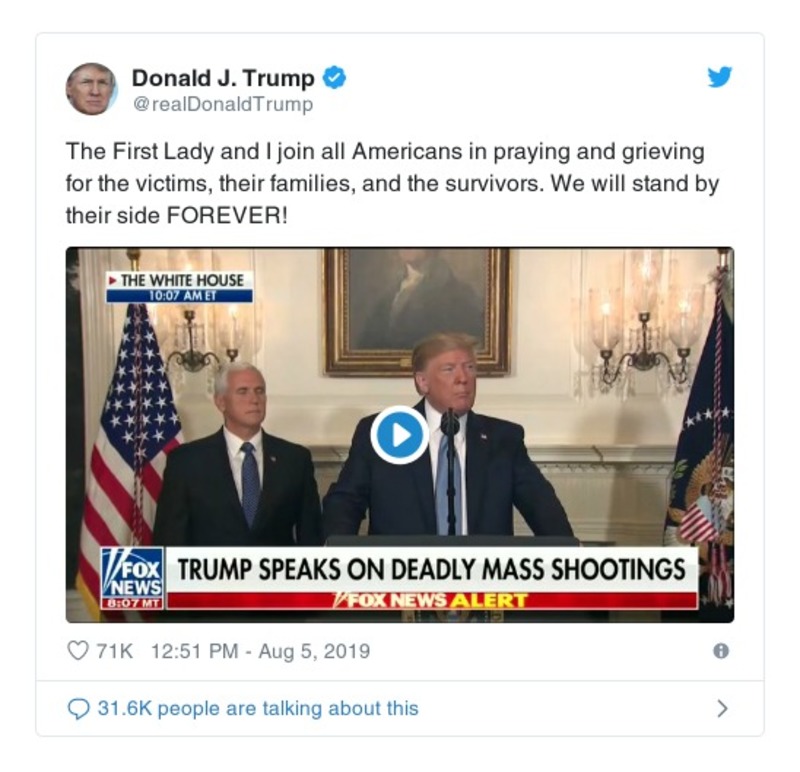 Donald J. Trump
@realDonaldTrump
The First Lady and I join all Americans in praying and grieving
for the victims, their families, and the survivors. We will stand by
their side FOREVER!
THE WHITE HOUSE
10:07 AM ET
FOX
NEWS
8:07 MT
TRUMP SPEAKS ON DEADLY MASS SHOOTINGS
FOX NEWS ALERT
71K 12:51 PM - Aug 5, 2019
31.6K people are talking about this